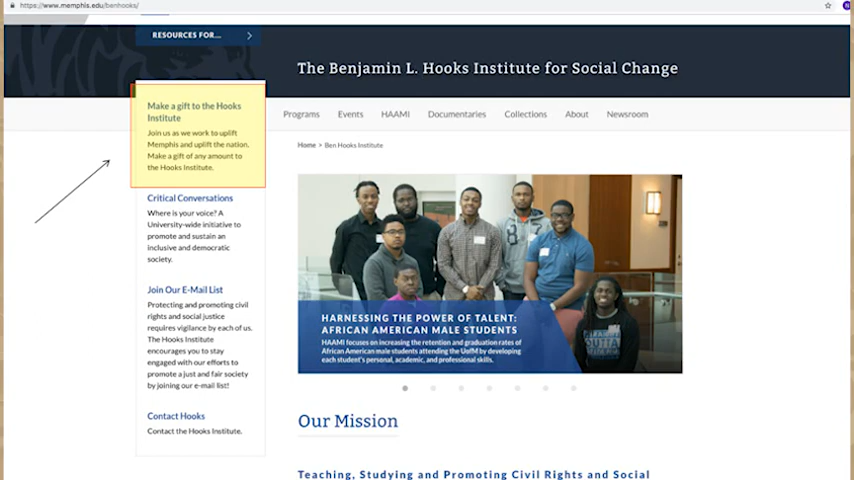 https://www.memphis.edu/benhooks/
RESOURCES FOR...
The Benjamin L. Hooks Institute for Social Change
Make a gift to the Hooks
Institute
Join us as we work to uplift
Memphis and uplift the nation.
Make a gift of any amount to
the Hooks Institute.
Critical Conversations
Where is your voice? A
University-wide initiative to
promote and sustain an
inclusive and democratic
society.
Join Our E-Mail List
Protecting and promoting civil
rights and social justice
requires vigilance by each of us.
The Hooks Institute
encourages you to stay
engaged with our efforts to
promote a just and fair society
by joining our e-mail list!
Contact Hooks
Contact the Hooks Institute.
Programs Events HAAMI Documentaries Collections About Newsroom
Home > Ben Hooks Institute
HARNESSING THE POWER OF TALENT:
AFRICAN AMERICAN MALE STUDENTS
HAAMI focuses on increasing the retention and graduation rates of
African American male students attending the UofM by developing
each student's personal, academic, and professional skills.
Our Mission
Teaching, Studying and Promoting Civil Rights and Social